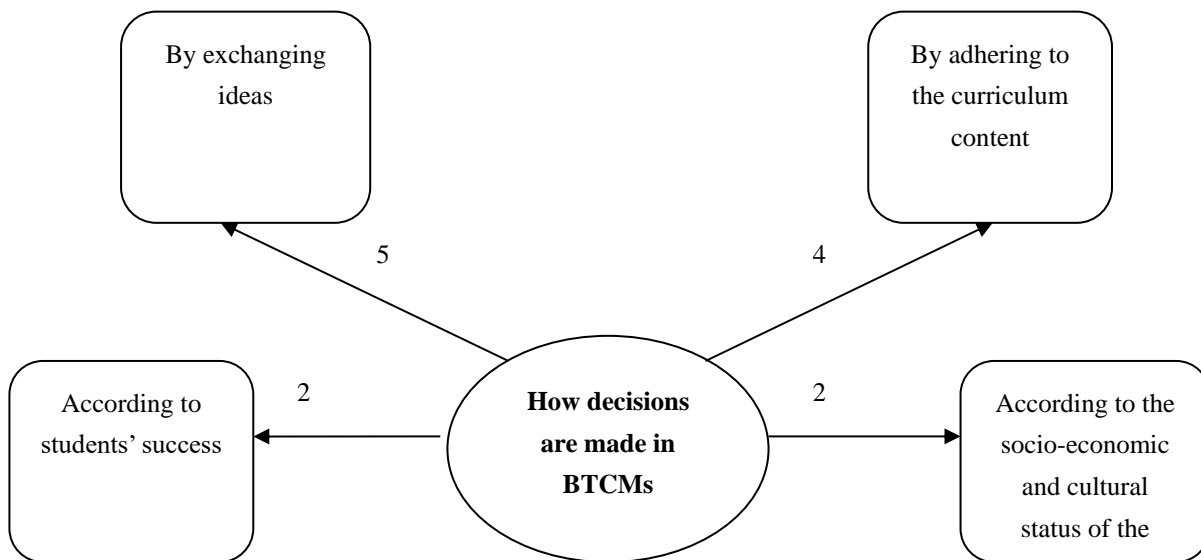 By exchanging
ideas
By adhering to
the curriculum
content
5
4
According to
students’ success
2
How decisions
are made in
BTCMs
2
According to the
socio-economic
and cultural
status of the